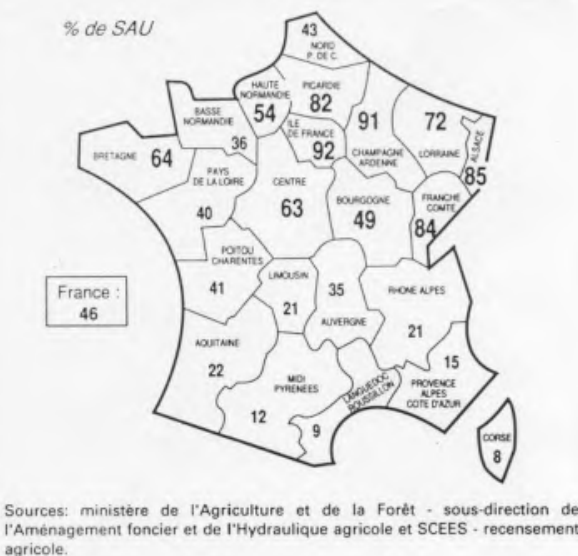 % de SAU
43
NORD
P. DE C.
HAUTE
NORMANDIE
54
PICARDIE
82
BASSE
NORMANDIE
36
ILE
DE FRANCE
92
91
CHAMPAGNE
ARDENNE
72
LORRAINE
ALSACE
85
BRETAGNE
64
PAYS
DE LA LOIRE
40
CENTRE
63
BOURGOGNE
49
FRANCHE
COMTE
84
POITOU
CHARENTES
41
LIMOUSIN
21
35
AUVERGNE
RHONE ALPES
21
France :
46
AQUITAINE
22
MIDI
PYRENEES
12
LANGUEDOC
ROUSSILLON
9
15
PROVENCE
ALPES
COTE D'AZUR
CORSE
8
Sources: ministère de l'Agriculture et de la Forêt - sous-direction de
l'Aménagement foncier et de l'Hydraulique agricole et SCEES - recensement
agricole.